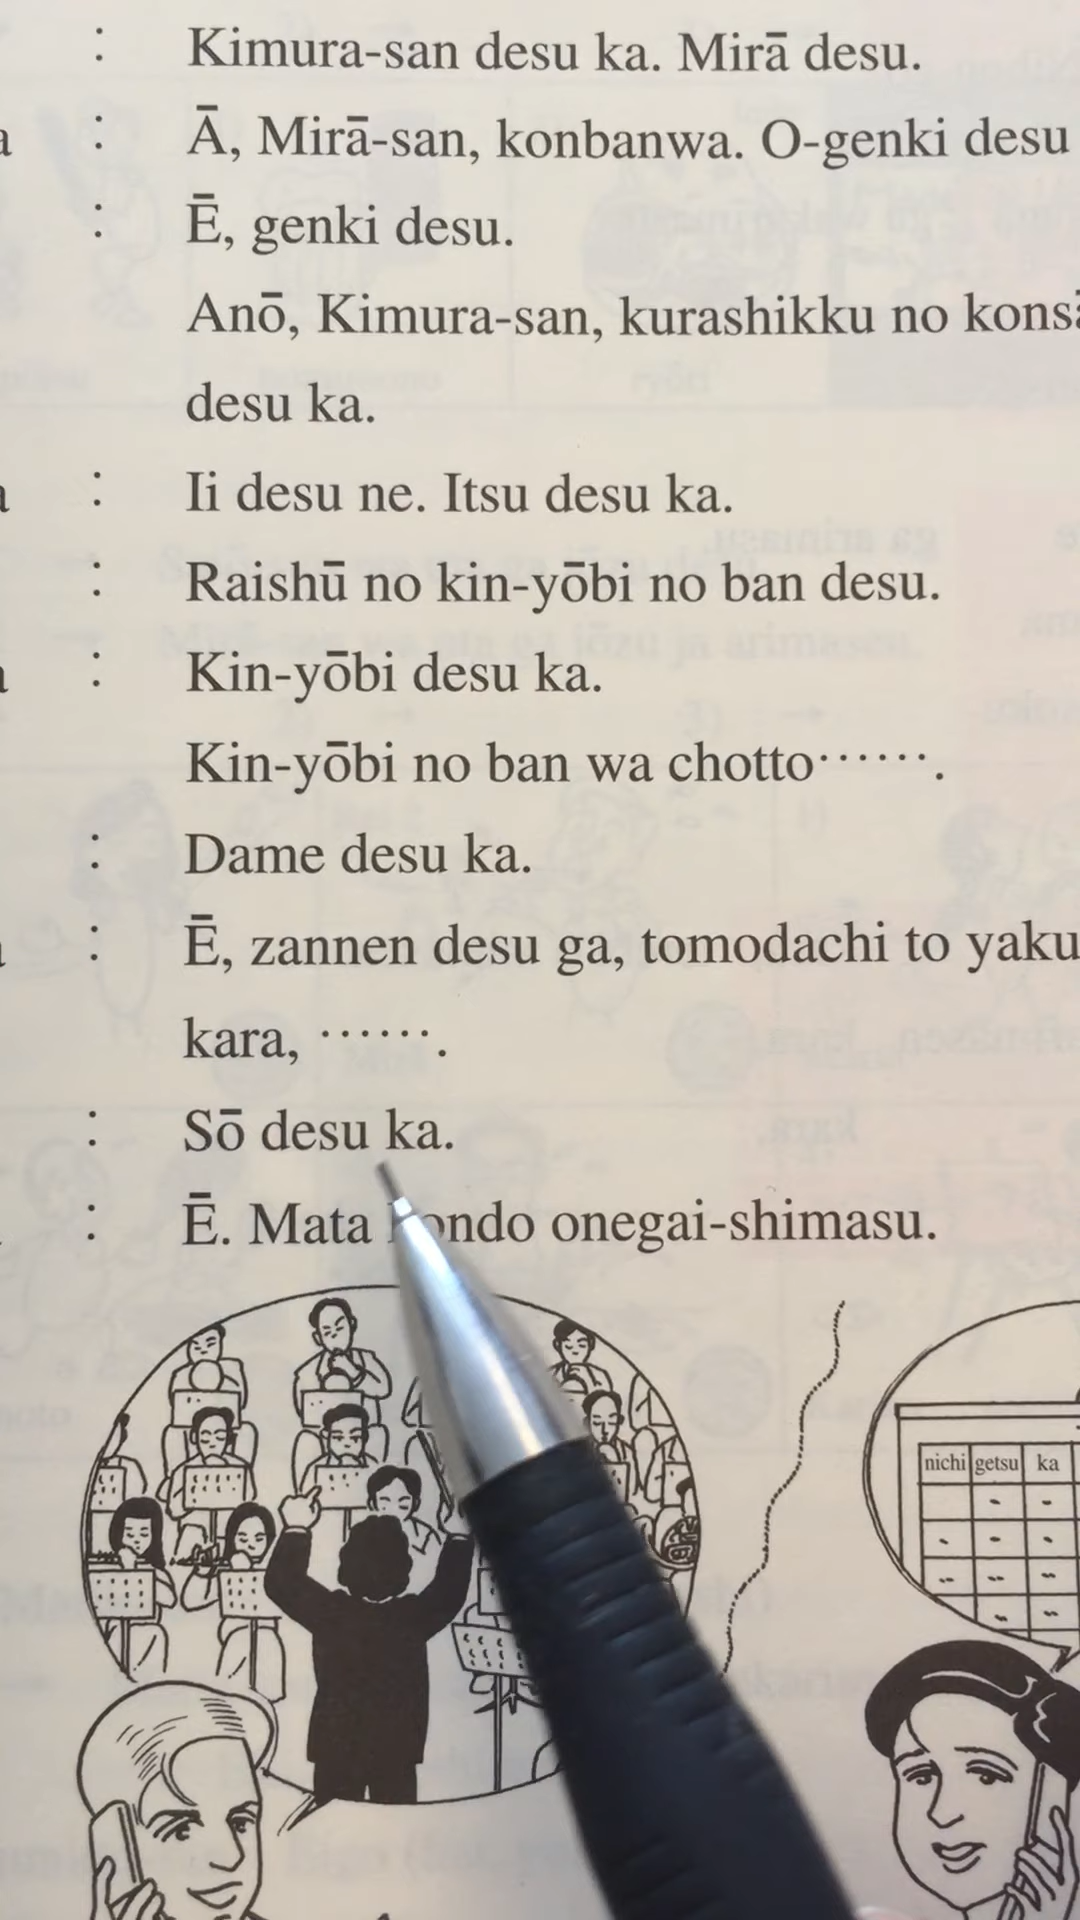 : Kimura-san desu ka. Mirā desu.
a : Ā, Mirā-san, konbanwa. O-genki desu
: Ē, genki desu.
Anō, Kimura-san, kurashikku no
desu ka.
a : Ii desu ne. Itsu desu ka.
: Raishū no kin-yōbi no ban desu.
a : Kin-yōbi desu ka.
Kin-yōbi no ban wa chotto・・・・・・.
: Dame desu ka.
a : Ē, zannen desu ga, tomodachi to yaku
kara, ・・・・・・.
: Sō desu ka.
: Ē. Mata onegai-shimasu.
nichi getsu ka